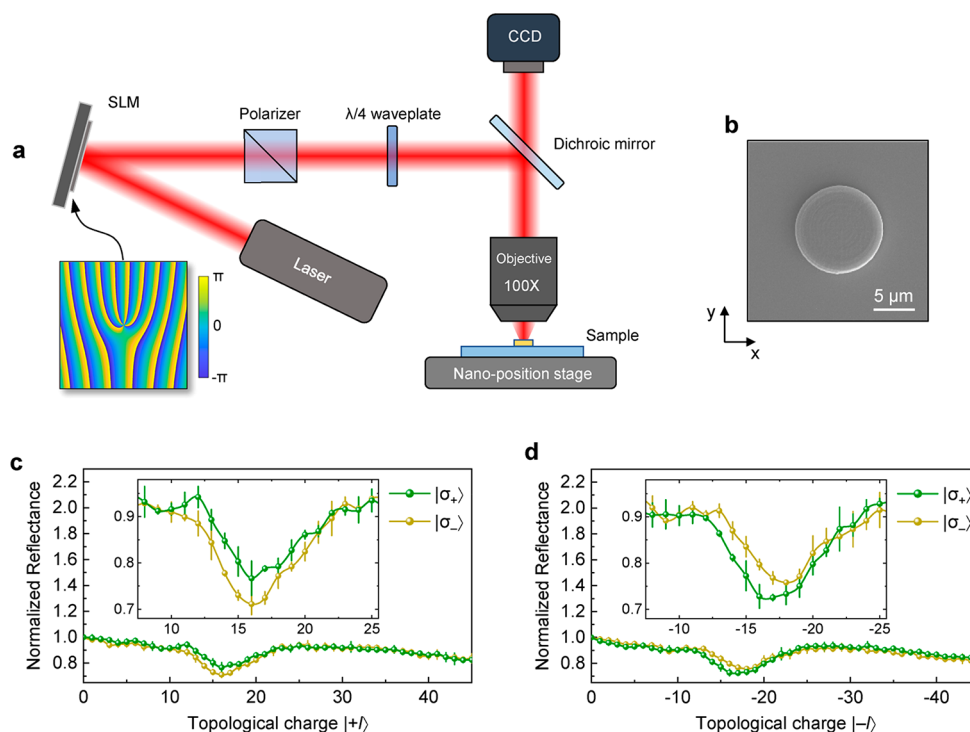 a
SLM
Polarizer
λ/4 waveplate
CCD
Dichroic mirror
Laser
Objective
100X
Sample
Nano-position stage
π
0
-π
b
5 µm
y
x
c
Normalized Reflectance
2.2
2.0
1.8
1.6
1.4
1.2
1.0
0.8
0.9
0.8
0.7
10
15
20
25
|σ₊⟩
|σ₋⟩
0
10
20
30
40
Topological charge |+l⟩
d
Normalized Reflectance
2.2
2.0
1.8
1.6
1.4
1.2
1.0
0.8
0.9
0.8
0.7
-10
-15
-20
-25
|σ₊⟩
|σ₋⟩
0
-10
-20
-30
-40
Topological charge |–l⟩